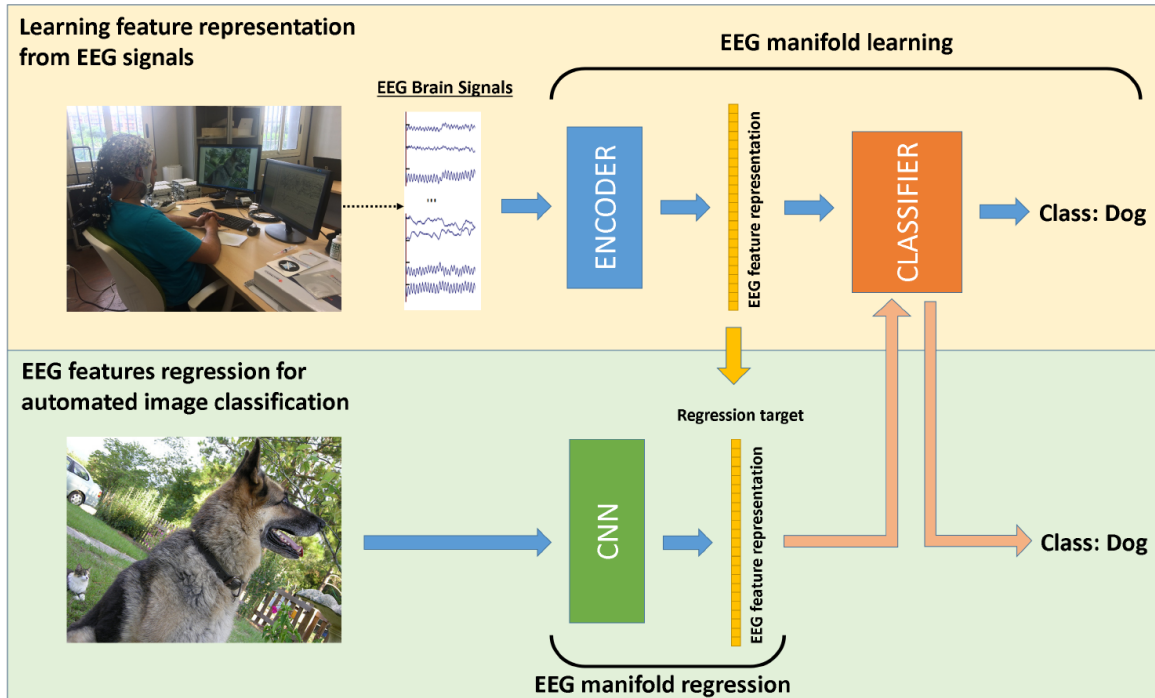 Learning feature representation
from EEG signals
EEG manifold learning
EEG Brain Signals
ENCODER
EEG feature representation
CLASSIFIER
Class: Dog
EEG features regression for
automated image classification
Regression target
CNN
EEG feature representation
Class: Dog
EEG manifold regression